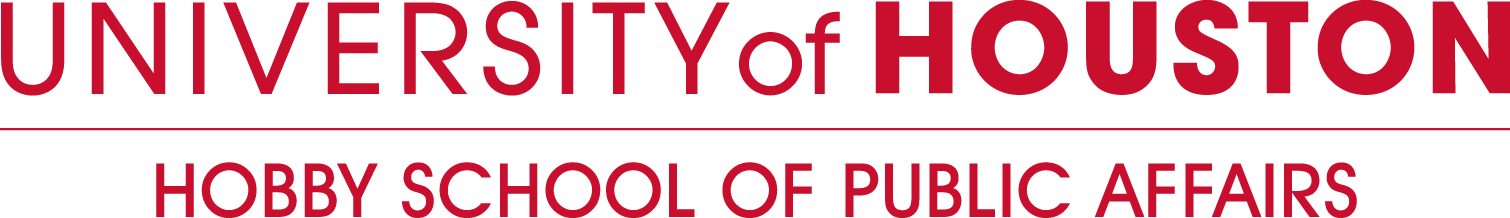 UNIVERSITY of HOUSTON
HOBBY SCHOOL OF PUBLIC AFFAIRS